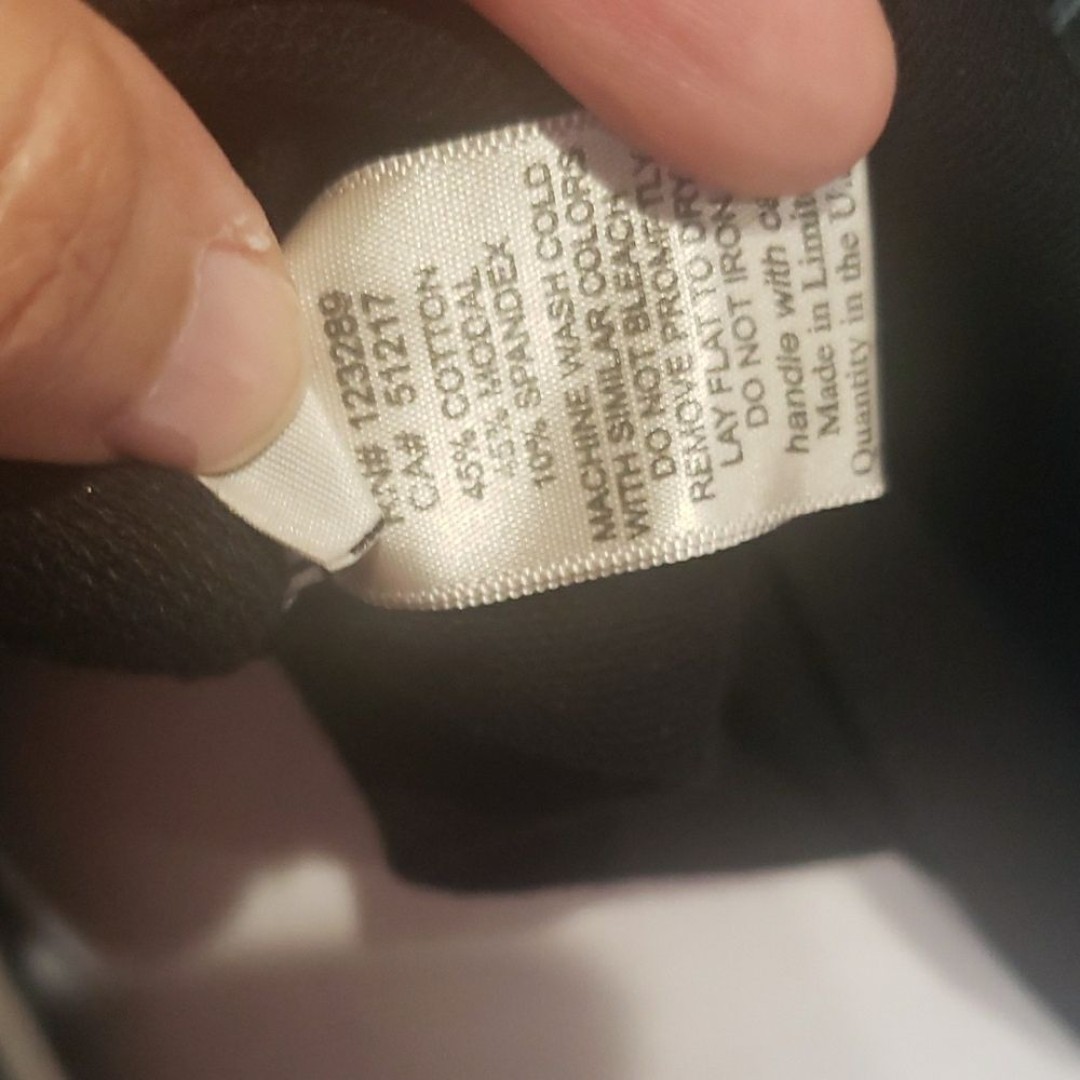 RN# 123289
CA# 51217
45% COTTON
45% MODAL
10% SPANDEX
MACHINE WASH COLD
WITH SIMILAR COLORS
DO NOT BLEACH
REMOVE PROMPTLY
LAY FLAT TO DRY
DO NOT IRON
handle with
Made in
Quantity in the